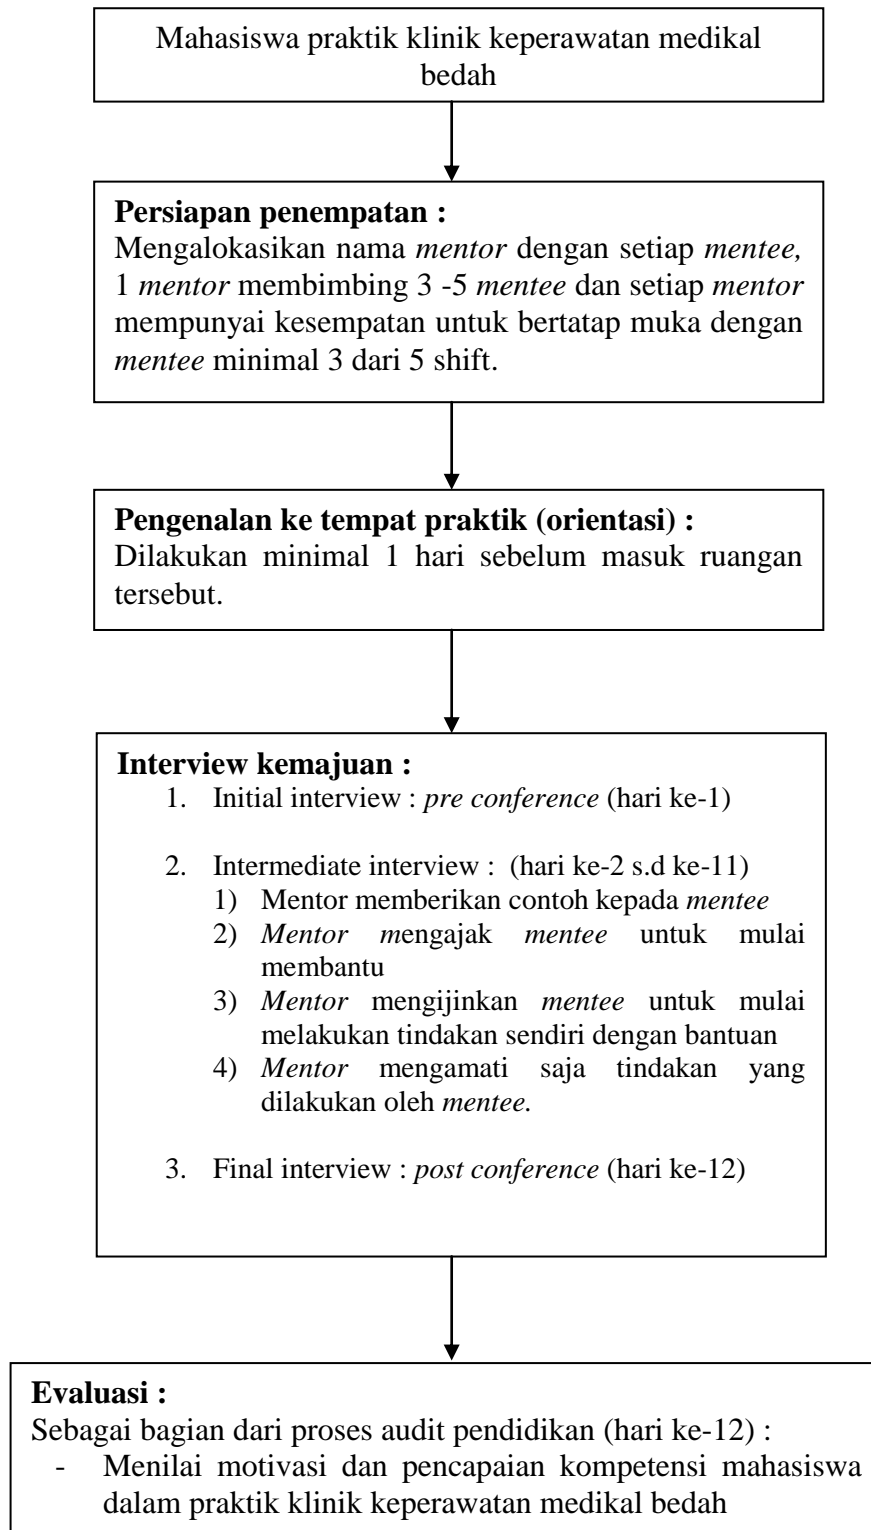 Mahasiswa praktik klinik keperawatan medikal
bedah
Persiapan penempatan :
Mengalokasikan nama mentor dengan setiap mentee,
1 mentor membimbing 3 -5 mentee dan setiap mentor
mempunyai kesempatan untuk bertatap muka dengan
mentee minimal 3 dari 5 shift.
Pengenalan ke tempat praktik (orientasi) :
Dilakukan minimal 1 hari sebelum masuk ruangan
tersebut.
Interview kemajuan :
1. Initial interview : pre conference (hari ke-1)
2. Intermediate interview : (hari ke-2 s.d ke-11)
1) Mentor memberikan contoh kepada mentee
2) Mentor mengajak mentee untuk mulai
membantu
3) Mentor mengijinkan mentee untuk mulai
melakukan tindakan sendiri dengan bantuan
4) Mentor mengamati saja tindakan yang
dilakukan oleh mentee.
3. Final interview : post conference (hari ke-12)
Evaluasi :
Sebagai bagian dari proses audit pendidikan (hari ke-12) :
- Menilai motivasi dan pencapaian kompetensi mahasiswa
dalam praktik klinik keperawatan medikal bedah